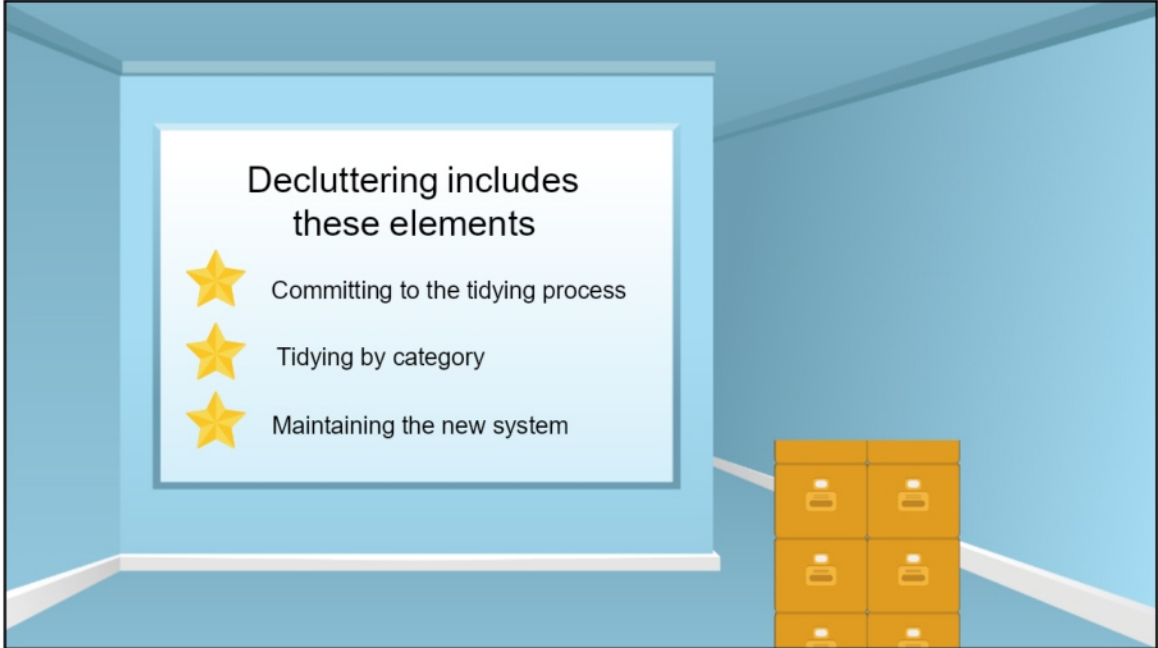 Decluttering includes
these elements
Committing to the tidying process
Tidying by category
Maintaining the new system